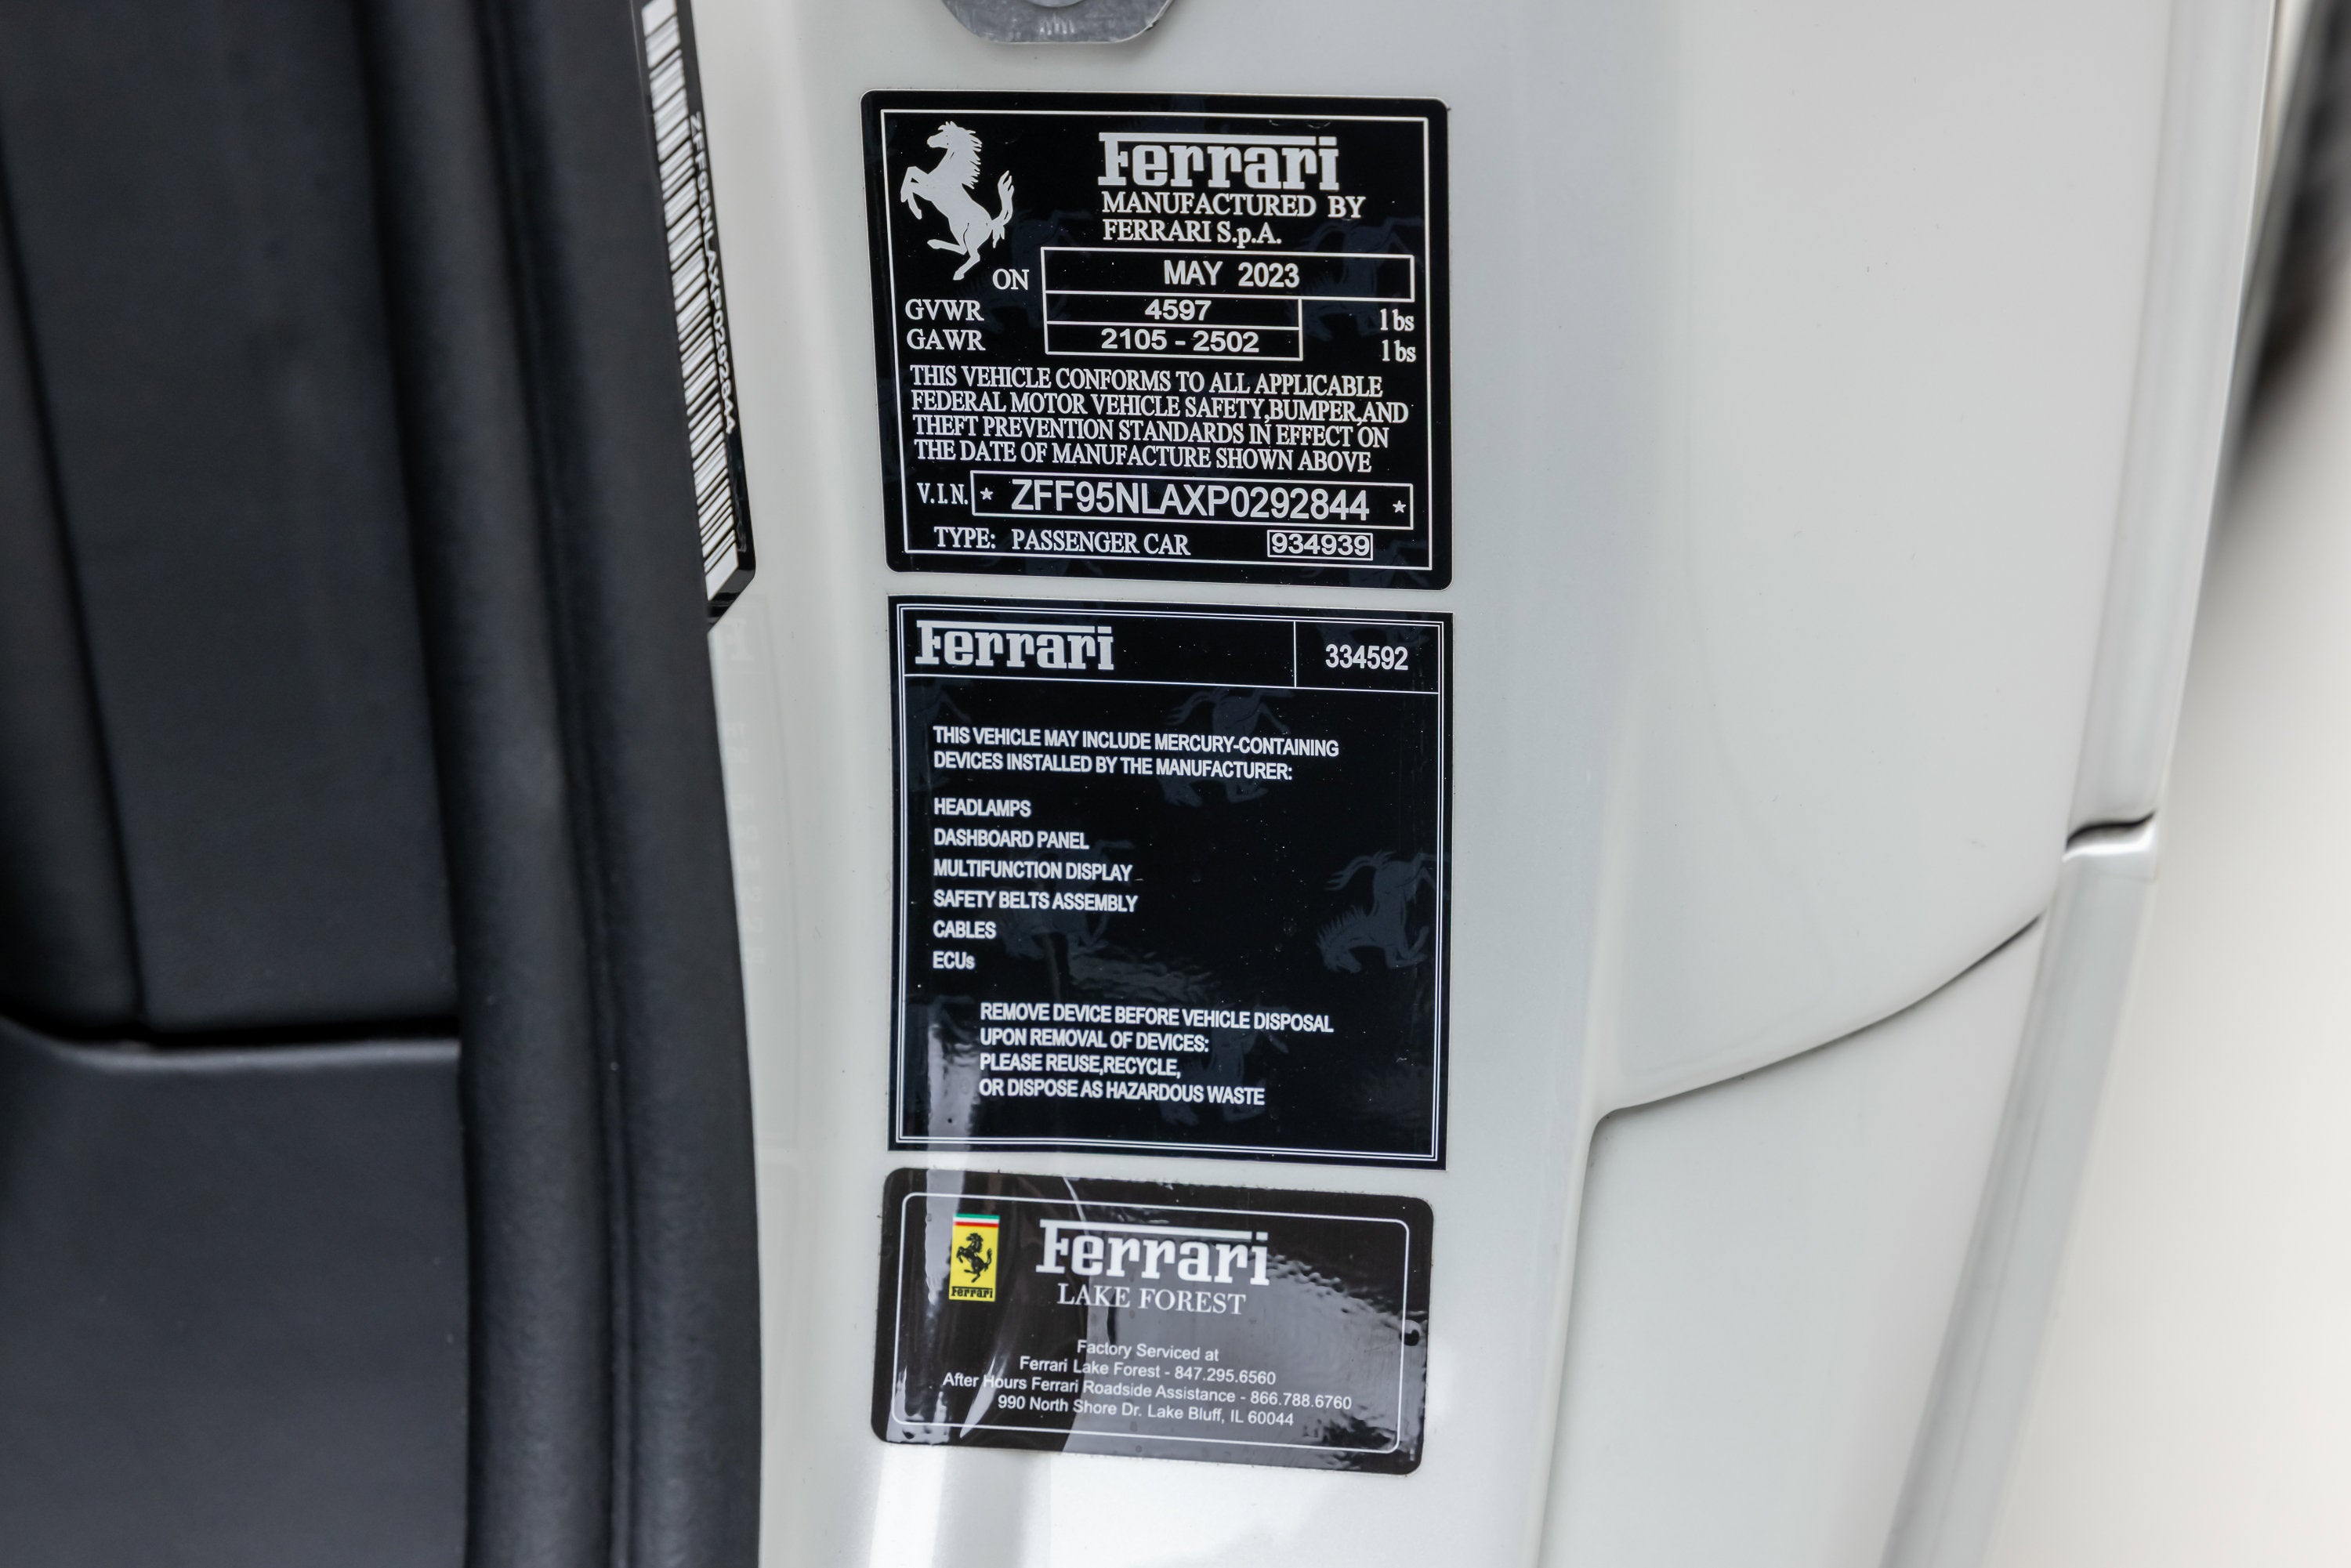 ZFF95NLAXP0292844
Ferrari
MANUFACTURED BY
FERRARI S.p.A.
ON MAY 2023
GVWR 4597 lbs
GAWR 2105 - 2502 lbs
THIS VEHICLE CONFORMS TO ALL APPLICABLE
FEDERAL MOTOR VEHICLE SAFETY,BUMPER,AND
THEFT PREVENTION STANDARDS IN EFFECT ON
THE DATE OF MANUFACTURE SHOWN ABOVE
V.I.N. * ZFF95NLAXP0292844 *
TYPE: PASSENGER CAR 934939
Ferrari 334592
THIS VEHICLE MAY INCLUDE MERCURY-CONTAINING
DEVICES INSTALLED BY THE MANUFACTURER:
HEADLAMPS
DASHBOARD PANEL
MULTIFUNCTION DISPLAY
SAFETY BELTS ASSEMBLY
CABLES
ECUs
REMOVE DEVICE BEFORE VEHICLE DISPOSAL
UPON REMOVAL OF DEVICES:
PLEASE REUSE,RECYCLE,
OR DISPOSE AS HAZARDOUS WASTE
Ferrari
Ferrari
LAKE FOREST
Factory Serviced at
Ferrari Lake Forest - 847.295.6560
After Hours Ferrari Roadside Assistance - 866.788.6760
990 North Shore Dr. Lake Bluff, IL 60044